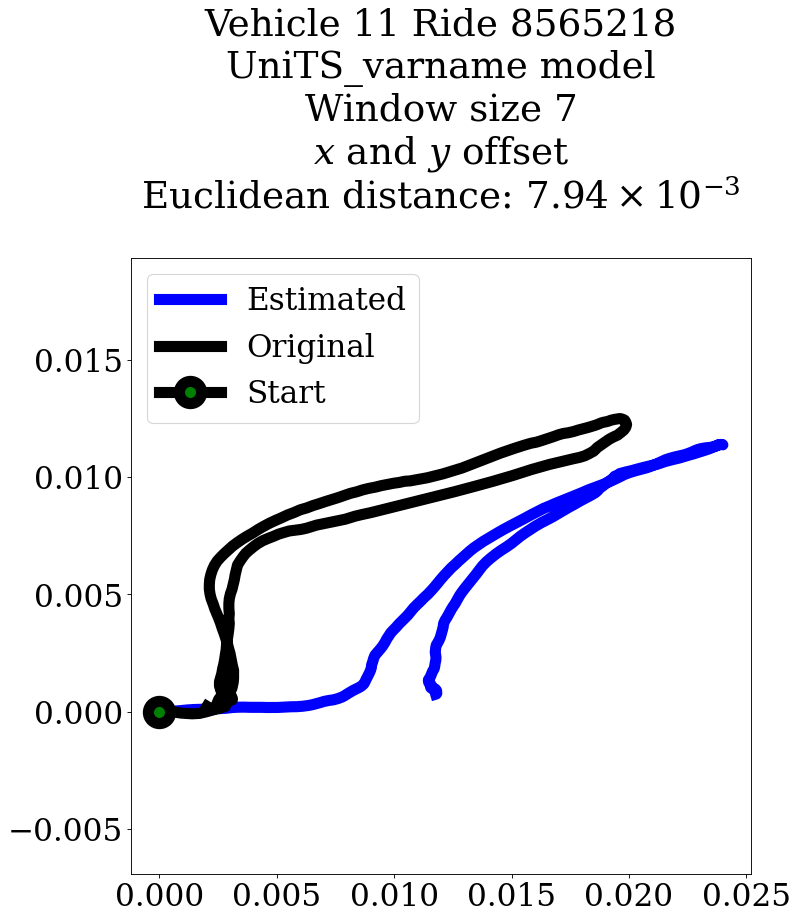 Vehicle 11 Ride 8565218
UniTS_varname model
Window size 7
x and y offset
Euclidean distance: 7.94 × 10⁻³
Estimated
Original
Start
0.015
0.010
0.005
0.000
−0.005
0.000 0.005 0.010 0.015 0.020 0.025